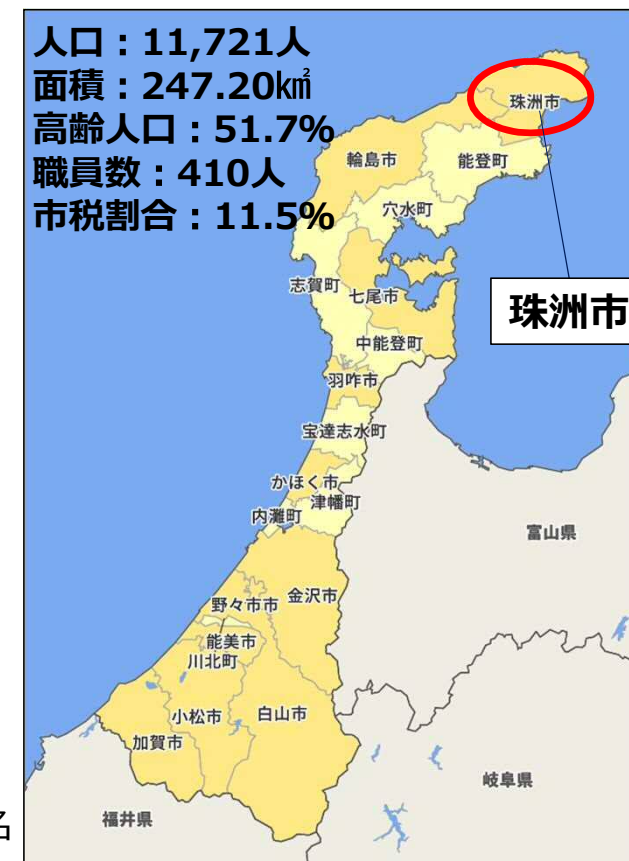 人口：11,721人
面積：247.20㎢
高齢人口：51.7%
職員数：410人
市税割合：11.5%
珠洲市
輪島市
能登町
穴水町
志賀町
七尾市
珠洲市
中能登町
羽咋市
宝達志水町
かほく市
津幡町
内灘町
富山県
金沢市
野々市市
能美市
川北町
小松市
白山市
加賀市
岐阜県
福井県
名